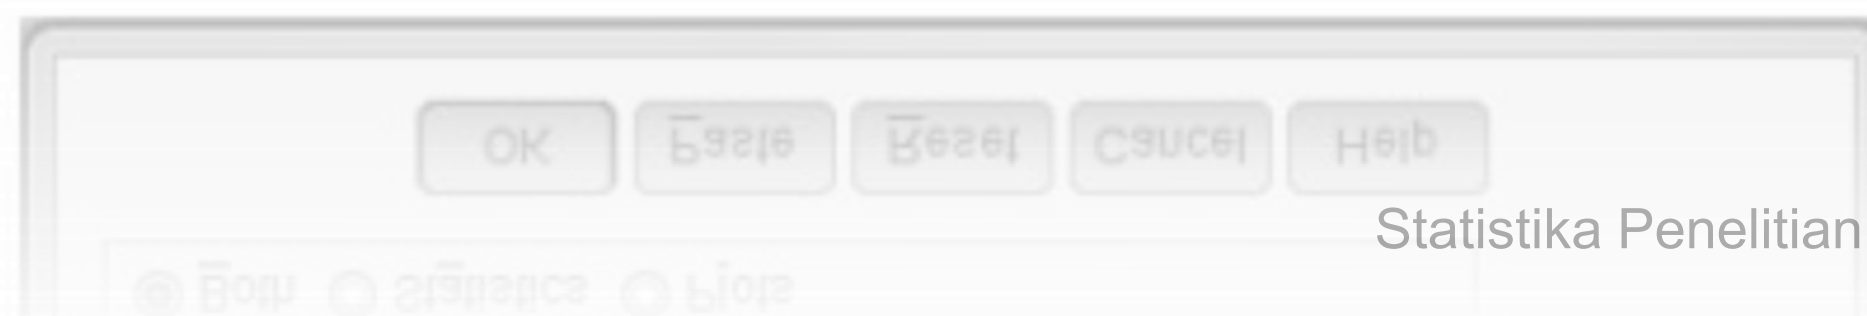 OK Paste Reset Cancel Help
Statistika Penelitian
Both Statistics Plots